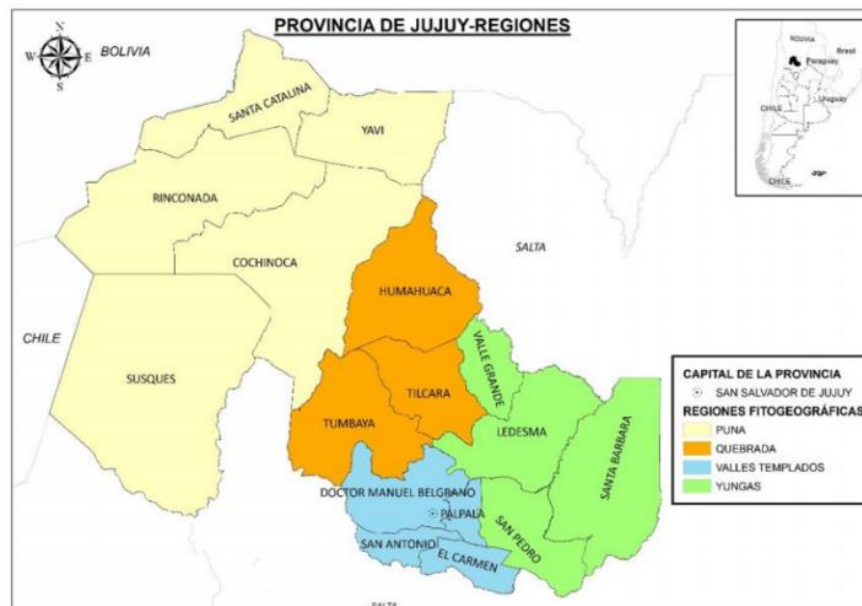 PROVINCIA DE JUJUY-REGIONES
N
W
E
S
BOLIVIA
BOLIVIA
Brasil
Paraguay
Uruguay
CHILE
CHILE
SANTA CATALINA
YAVI
RINCONADA
COCHINOCA
SALTA
HUMAHUACA
CHILE
SUSQUES
VALLE GRANDE
TILCARA
TUMBAYA
LEDESMA
SANTA BARBARA
DOCTOR MANUEL BELGRANO
PALPALA
SAN PEDRO
SAN ANTONIO
EL CARMEN
SALTA
CAPITAL DE LA PROVINCIA
SAN SALVADOR DE JUJUY
REGIONES FITOGEOGRÁFICAS
PUNA
QUEBRADA
VALLES TEMPLADOS
YUNGAS